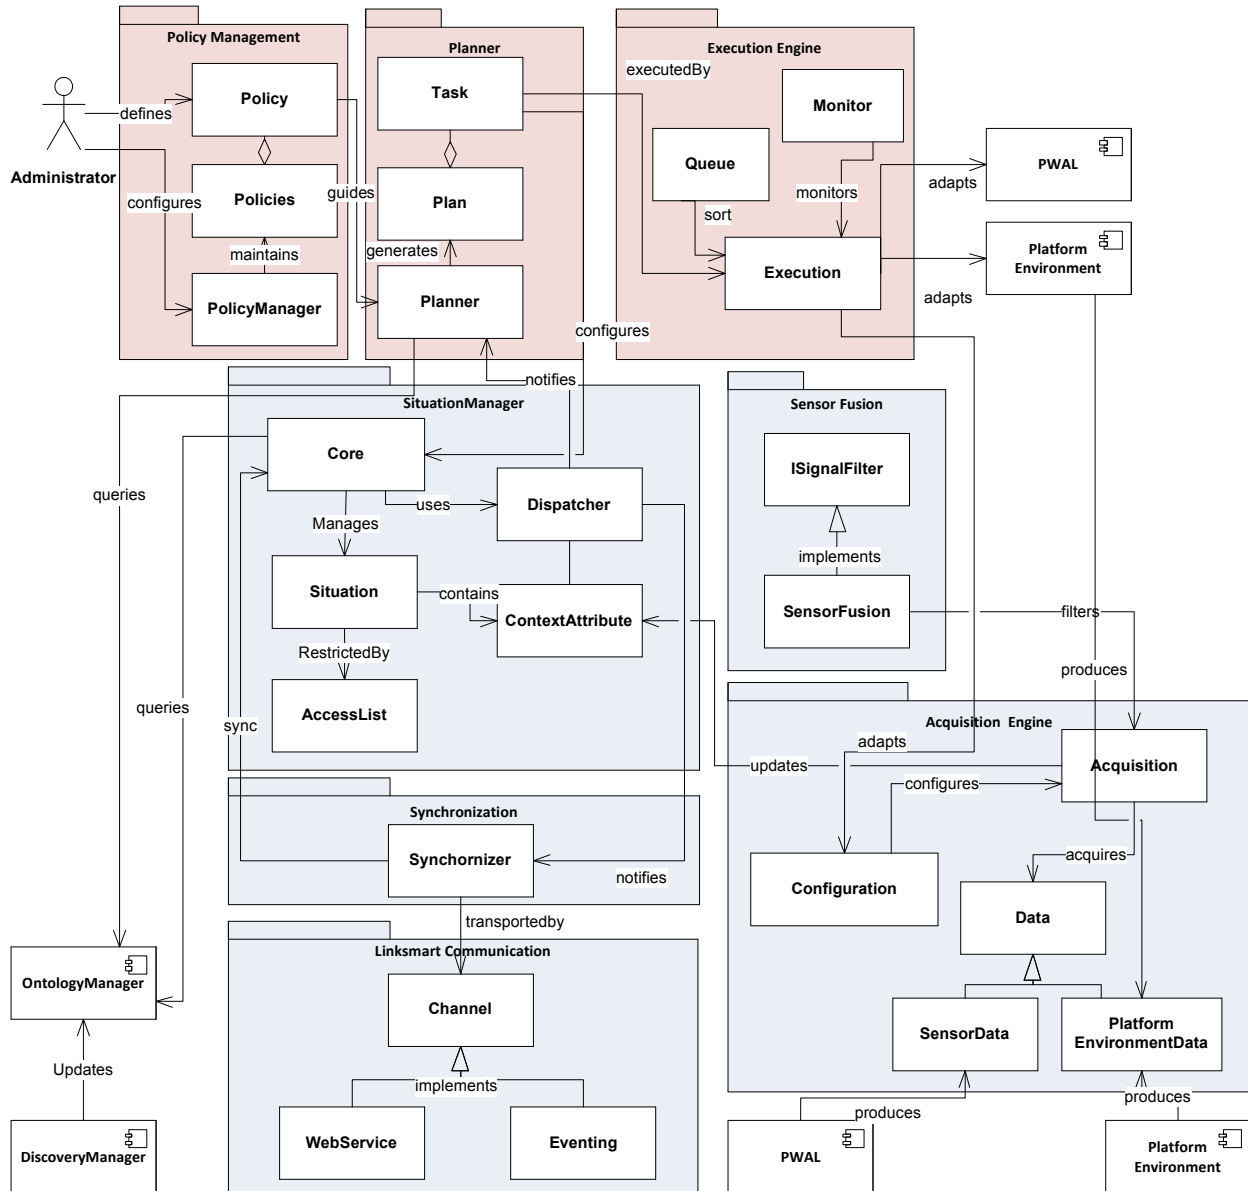 Policy Management
Planner
Execution Engine
executedBy
Policy
Task
Monitor
defines
Queue
PWAL
Administrator
configures
Policies
guides
Plan
sort
monitors
adapts
maintains
generates
Platform
Environment
PolicyManager
Planner
Execution
adapts
configures
notifies
SituationManager
Sensor Fusion
Core
ISignalFilter
queries
uses
Dispatcher
Manages
implements
Situation
contains
ContextAttribute
SensorFusion
filters
RestrictedBy
produces
queries
sync
AccessList
Acquisition Engine
adapts
updates
Acquisition
configures
Synchronization
Synchornizer
notifies
acquires
Configuration
Data
transportedby
Linksmart Communication
OntologyManager
Channel
SensorData
Platform
EnvironmentData
Updates
implements
produces
produces
WebService
Eventing
DiscoveryManager
PWAL
Platform
Environment